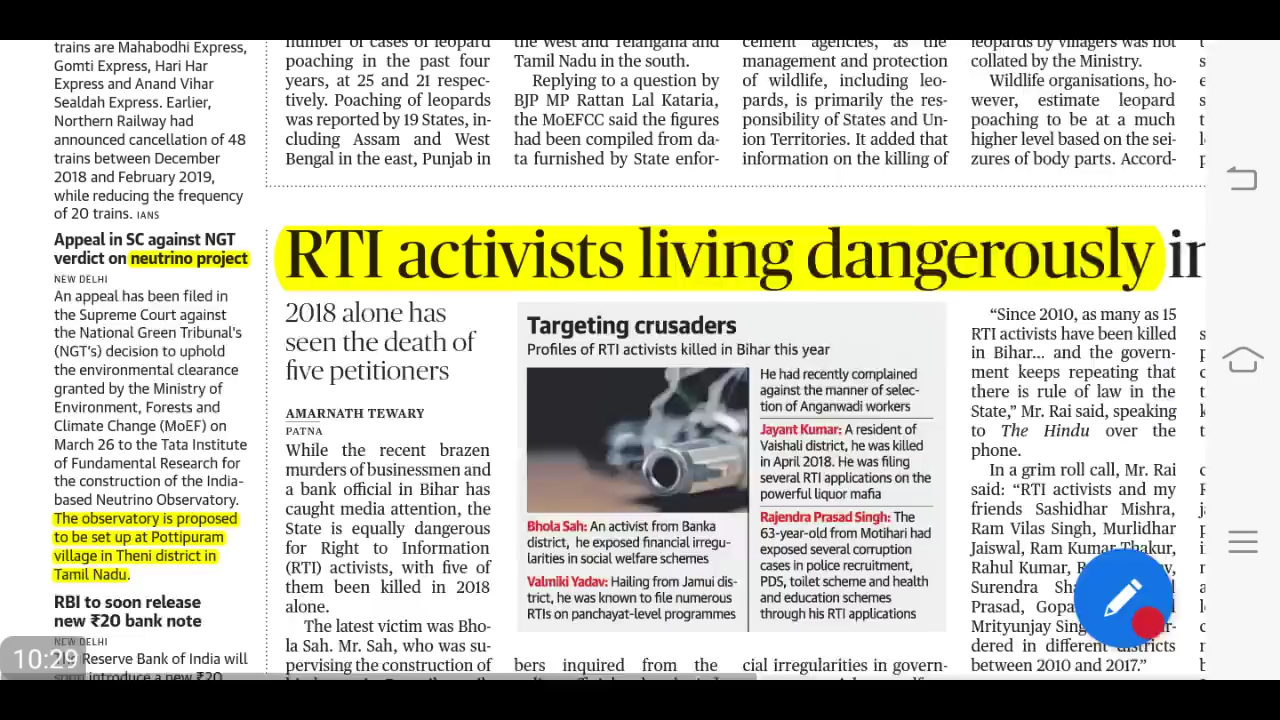 trains are Mahabodhi Express,
Gomti Express, Hari Har
Express and Anand Vihar
Sealdah Express. Earlier,
Northern Railway had
announced cancellation of 48
trains between December
2018 and February 2019,
while reducing the frequency
of 20 trains. IANS
Appeal in SC against NGT
verdict on neutrino project
NEW DELHI
An appeal has been filed in
the Supreme Court against
the National Green Tribunal's
(NGT's) decision to uphold
the environmental clearance
granted by the Ministry of
Environment, Forests and
Climate Change (MoEF) on
March 26 to the Tata Institute
of Fundamental Research for
the construction of the India-
based Neutrino Observatory.
The observatory is proposed
to be set up at Pottipuram
village in Theni district in
Tamil Nadu.
RBI to soon release
new ₹20 bank note
NEW DELHI
Reserve Bank of India will
introduce a new ₹20
10:29
number of cases of leopard
poaching in the past four
years, at 25 and 21 respec-
tively. Poaching of leopards
was reported by 19 States, in-
cluding Assam and West
Bengal in the east, Punjab in
the West and Telangana and
Tamil Nadu in the south.
Replying to a question by
BJP MP Rattan Lal Kataria,
the MoEFCC said the figures
had been compiled from da-
ta furnished by State enfor-
cement agencies, as the
management and protection
of wildlife, including leo-
pards, is primarily the res-
ponsibility of States and Un-
ion Territories. It added that
information on the killing of
leopards by villagers was not
collated by the Ministry.
Wildlife organisations, ho-
wever, estimate leopard
poaching to be at a much
higher level based on the sei-
zures of body parts. Accord-
RTI activists living dangerously in
2018 alone has
seen the death of
five petitioners
AMARNATH TEWARY
PATNA
While the recent brazen
murders of businessmen and
a bank official in Bihar has
caught media attention, the
State is equally dangerous
for Right to Information
(RTI) activists, with five of
them been killed in 2018
alone.
The latest victim was Bho-
la Sah. Mr. Sah, who was su-
pervising the construction of
Targeting crusaders
Profiles of RTI activists killed in Bihar this year
Bhola Sah: An activist from Banka
district, he exposed financial irregu-
larities in social welfare schemes
Valmiki Yadav: Hailing from Jamui dis-
trict, he was known to file numerous
RTIs on panchayat-level programmes
He had recently complained
against the manner of selec-
tion of Anganwadi workers
Jayant Kumar: A resident of
Vaishali district, he was killed
in April 2018. He was filing
several RTI applications on the
powerful liquor mafia
Rajendra Prasad Singh: The
63-year-old from Motihari had
exposed several corruption
cases in police recruitment,
PDS, toilet scheme and health
and education schemes
through his RTI applications
bers inquired from the
cial irregularities in govern-
"Since 2010, as many as 15
RTI activists have been killed
in Bihar... and the govern-
ment keeps repeating that
there is rule of law in the
State," Mr. Rai said, speaking
to The Hindu over the
phone.
In a grim roll call, Mr. Rai
said: "RTI activists and my
friends Sashidhar Mishra,
Ram Vilas Singh, Murlidhar
Jaiswal, Ram Kumar Thakur,
Rahul Kumar,
Surendra
Prasad,
Mrityunjay
dered in different districts
between 2010 and 2017."